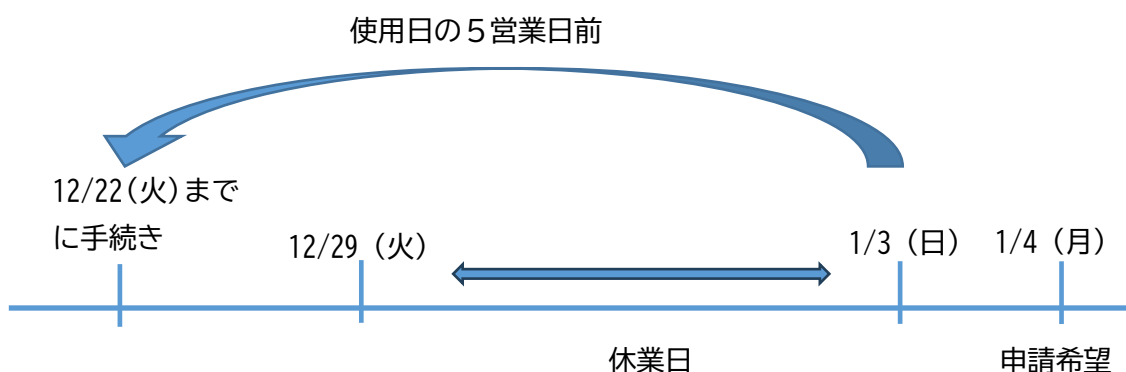 使用日の５営業日前
12/22(火)まで
に手続き
12/29 (火)
1/3 (日)
1/4 (月)
休業日
申請希望